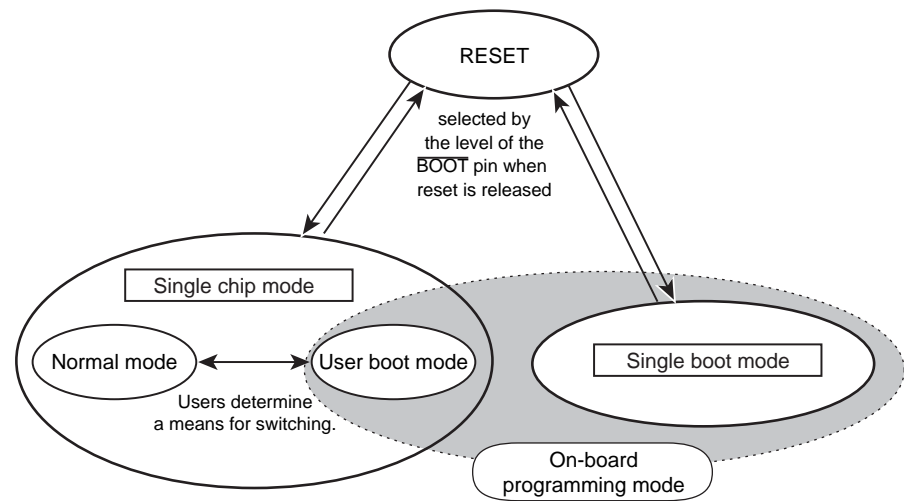 RESET
selected by
the level of the
BOOT pin when
reset is released
Single chip mode
Normal mode
User boot mode
Single boot mode
Users determine
a means for switching.
On-board
programming mode